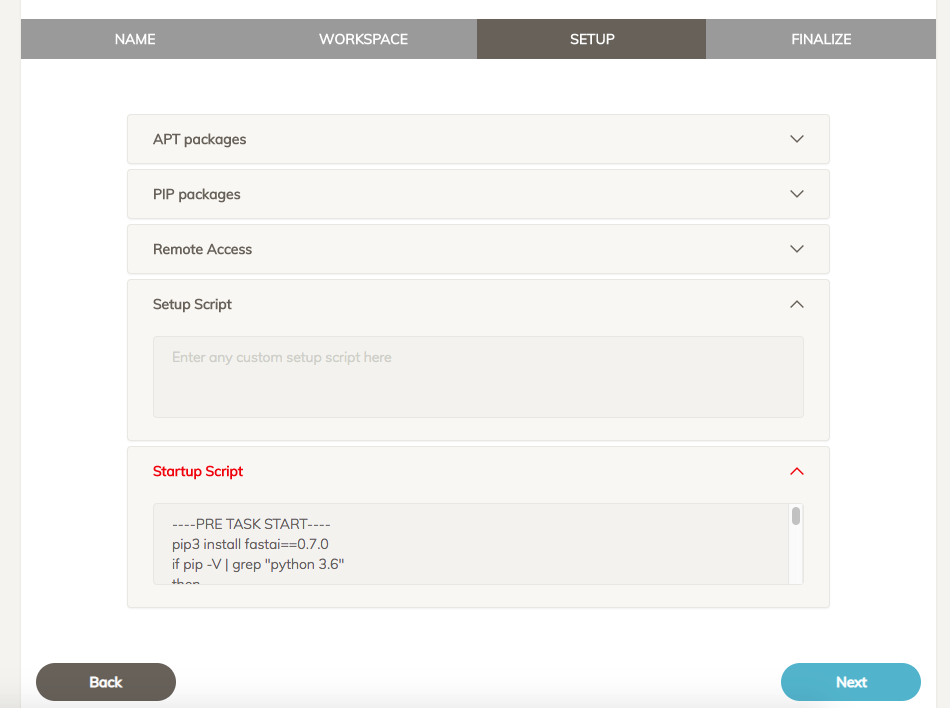 NAME
WORKSPACE
SETUP
FINALIZE
APT packages
PIP packages
Remote Access
Setup Script
Enter any custom setup script here
Startup Script
----PRE TASK START----
pip3 install fastai==0.7.0
if pip -V | grep "python 3.6"
then
Back
Next